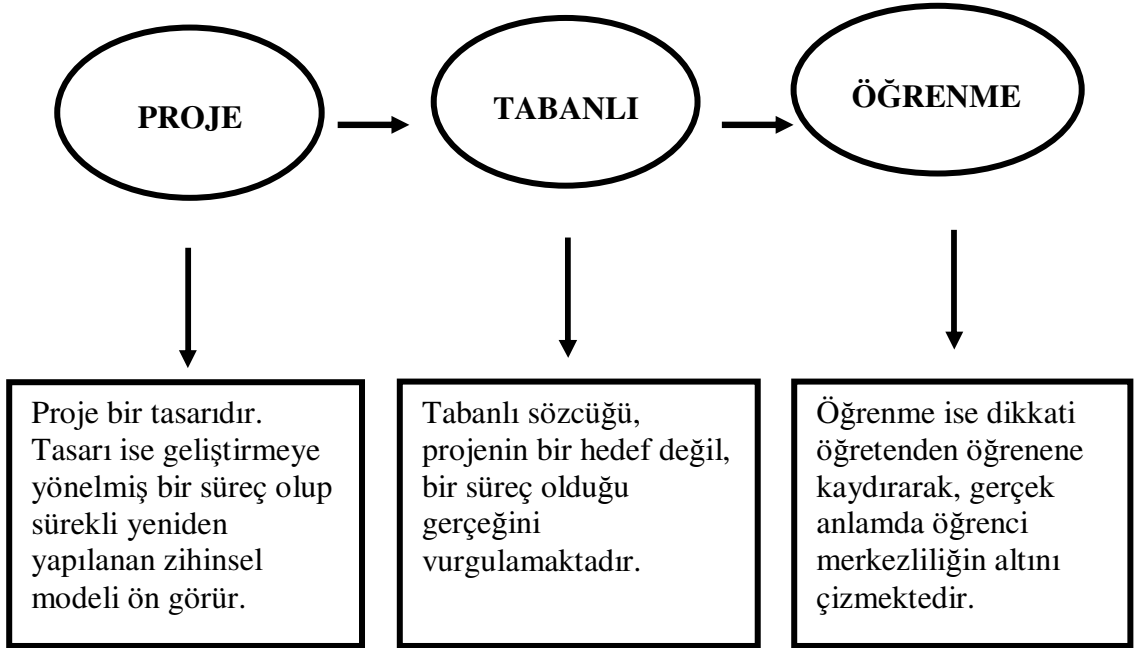 PROJE
TABANLI
ÖĞRENME
Proje bir tasarıdır.
Tasarı ise geliştirmeye
yönelmiş bir süreç olup
sürekli yeniden
yapılanan zihinsel
modeli ön görür.
Tabanlı sözcüğü,
projenin bir hedef değil,
bir süreç olduğu
gerçeğini
vurgulamaktadır.
Öğrenme ise dikkati
öğretenden öğrenene
kaydırarak, gerçek
anlamda öğrenci
merkezliliğin altını
çizmektedir.